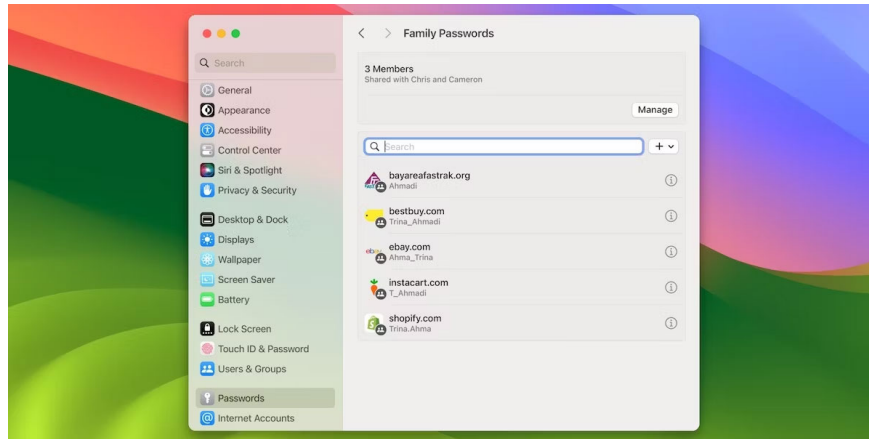 Search
General
Appearance
Accessibility
Control Center
Siri & Spotlight
Privacy & Security
Desktop & Dock
Displays
Wallpaper
Screen Saver
Battery
Lock Screen
Touch ID & Password
Users & Groups
Passwords
Internet Accounts
Family Passwords
3 Members
Shared with Chris and Cameron
Manage
Search
bayareafastrak.org
Ahmadi
bestbuy.com
Trina_Ahmadi
ebay.com
Ahma_Trina
instacart.com
T_Ahmadi
shopify.com
Trina.Ahma